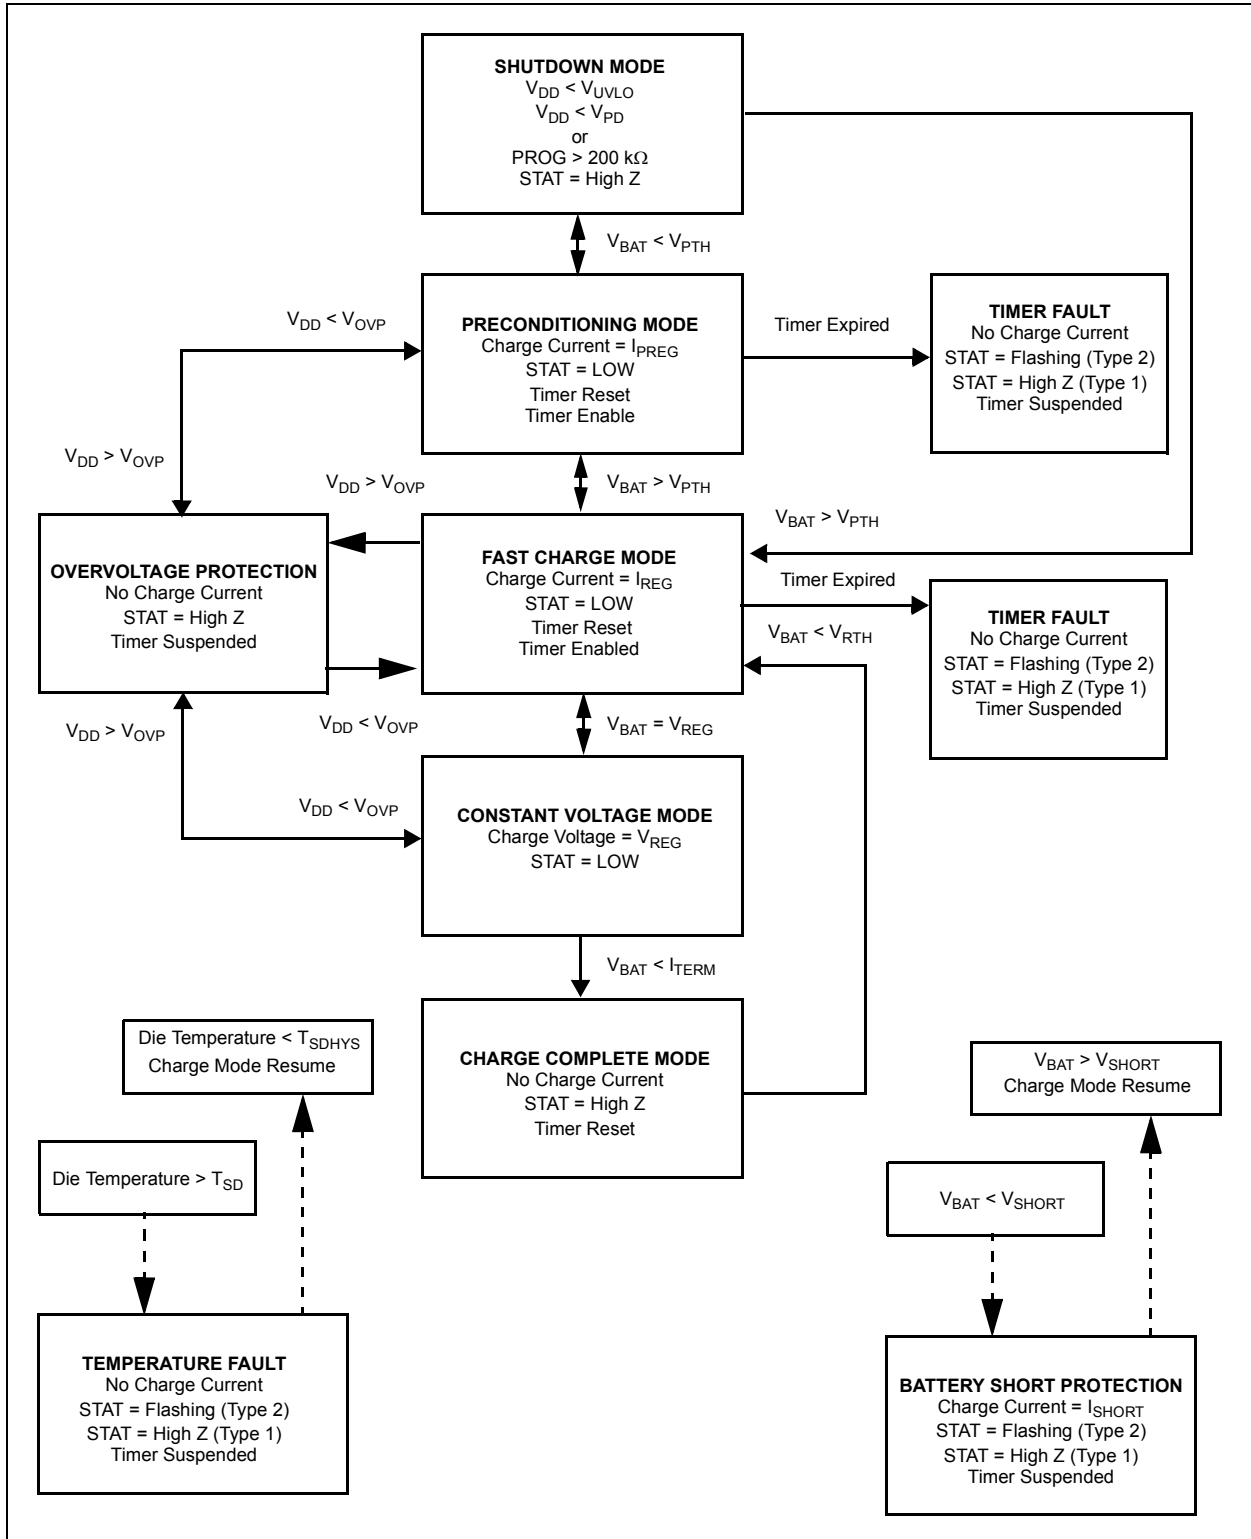 SHUTDOWN MODE
VDD < VUVLO
VDD < VPD
or
PROG > 200 kΩ
STAT = High Z
VBAT < VPTH
VDD < VOVP
PRECONDITIONING MODE
Charge Current = IPREG
STAT = LOW
Timer Reset
Timer Enable
Timer Expired
TIMER FAULT
No Charge Current
STAT = Flashing (Type 2)
STAT = High Z (Type 1)
Timer Suspended
VDD > VOVP
VDD > VOVP
VBAT > VPTH
VBAT > VPTH
OVERVOLTAGE PROTECTION
No Charge Current
STAT = High Z
Timer Suspended
FAST CHARGE MODE
Charge Current = IREG
STAT = LOW
Timer Reset
Timer Enabled
Timer Expired
VBAT < VRTH
TIMER FAULT
No Charge Current
STAT = Flashing (Type 2)
STAT = High Z (Type 1)
Timer Suspended
VDD > VOVP
VDD < VOVP
VBAT = VREG
VDD < VOVP
CONSTANT VOLTAGE MODE
Charge Voltage = VREG
STAT = LOW
VBAT < ITERM
Die Temperature < TSDHYS
Charge Mode Resume
CHARGE COMPLETE MODE
No Charge Current
STAT = High Z
Timer Reset
VBAT > VSHORT
Charge Mode Resume
Die Temperature > TSD
VBAT < VSHORT
TEMPERATURE FAULT
No Charge Current
STAT = Flashing (Type 2)
STAT = High Z (Type 1)
Timer Suspended
BATTERY SHORT PROTECTION
Charge Current = ISHORT
STAT = Flashing (Type 2)
STAT = High Z (Type 1)
Timer Suspended